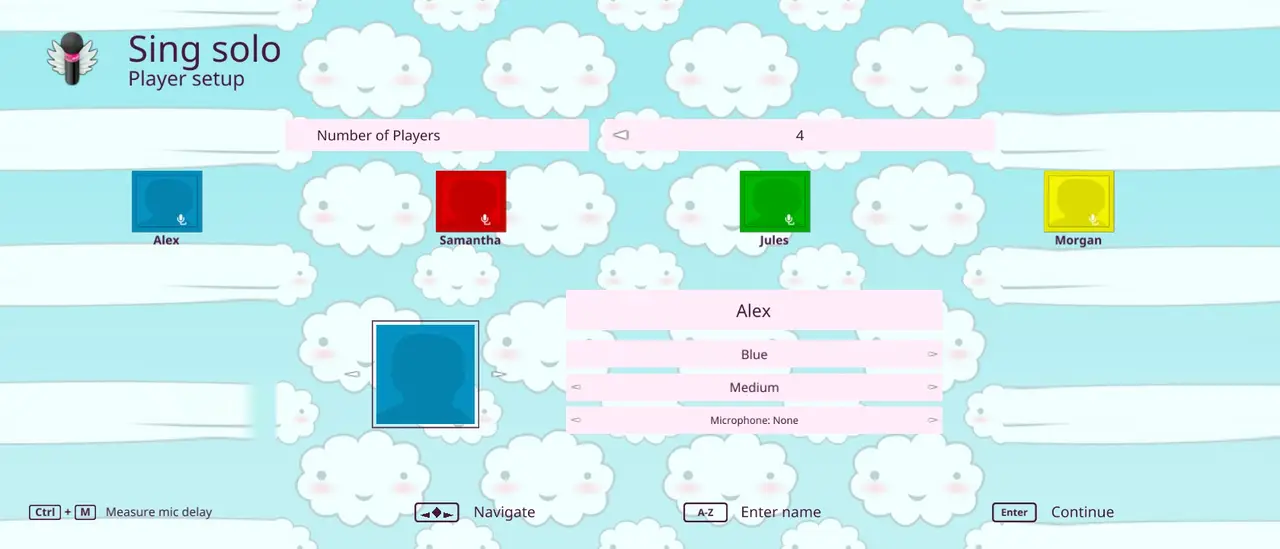 Sing solo
Player setup
Number of Players
4
Alex
Samantha
Jules
Morgan
Alex
Blue
Medium
Microphone: None
Ctrl + M Measure mic delay
Navigate
A-Z Enter name
Enter Continue